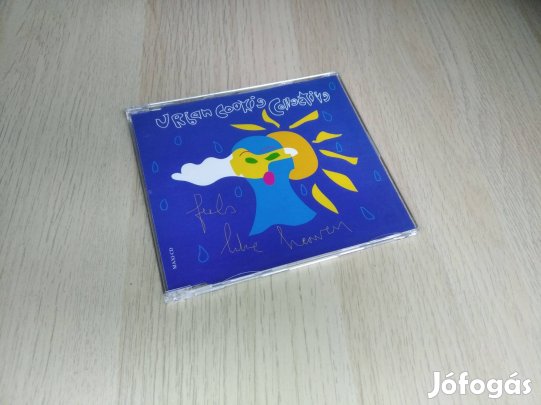 URban Cookie Collective
feels
like heaven
MAXI-CD
Jófogás